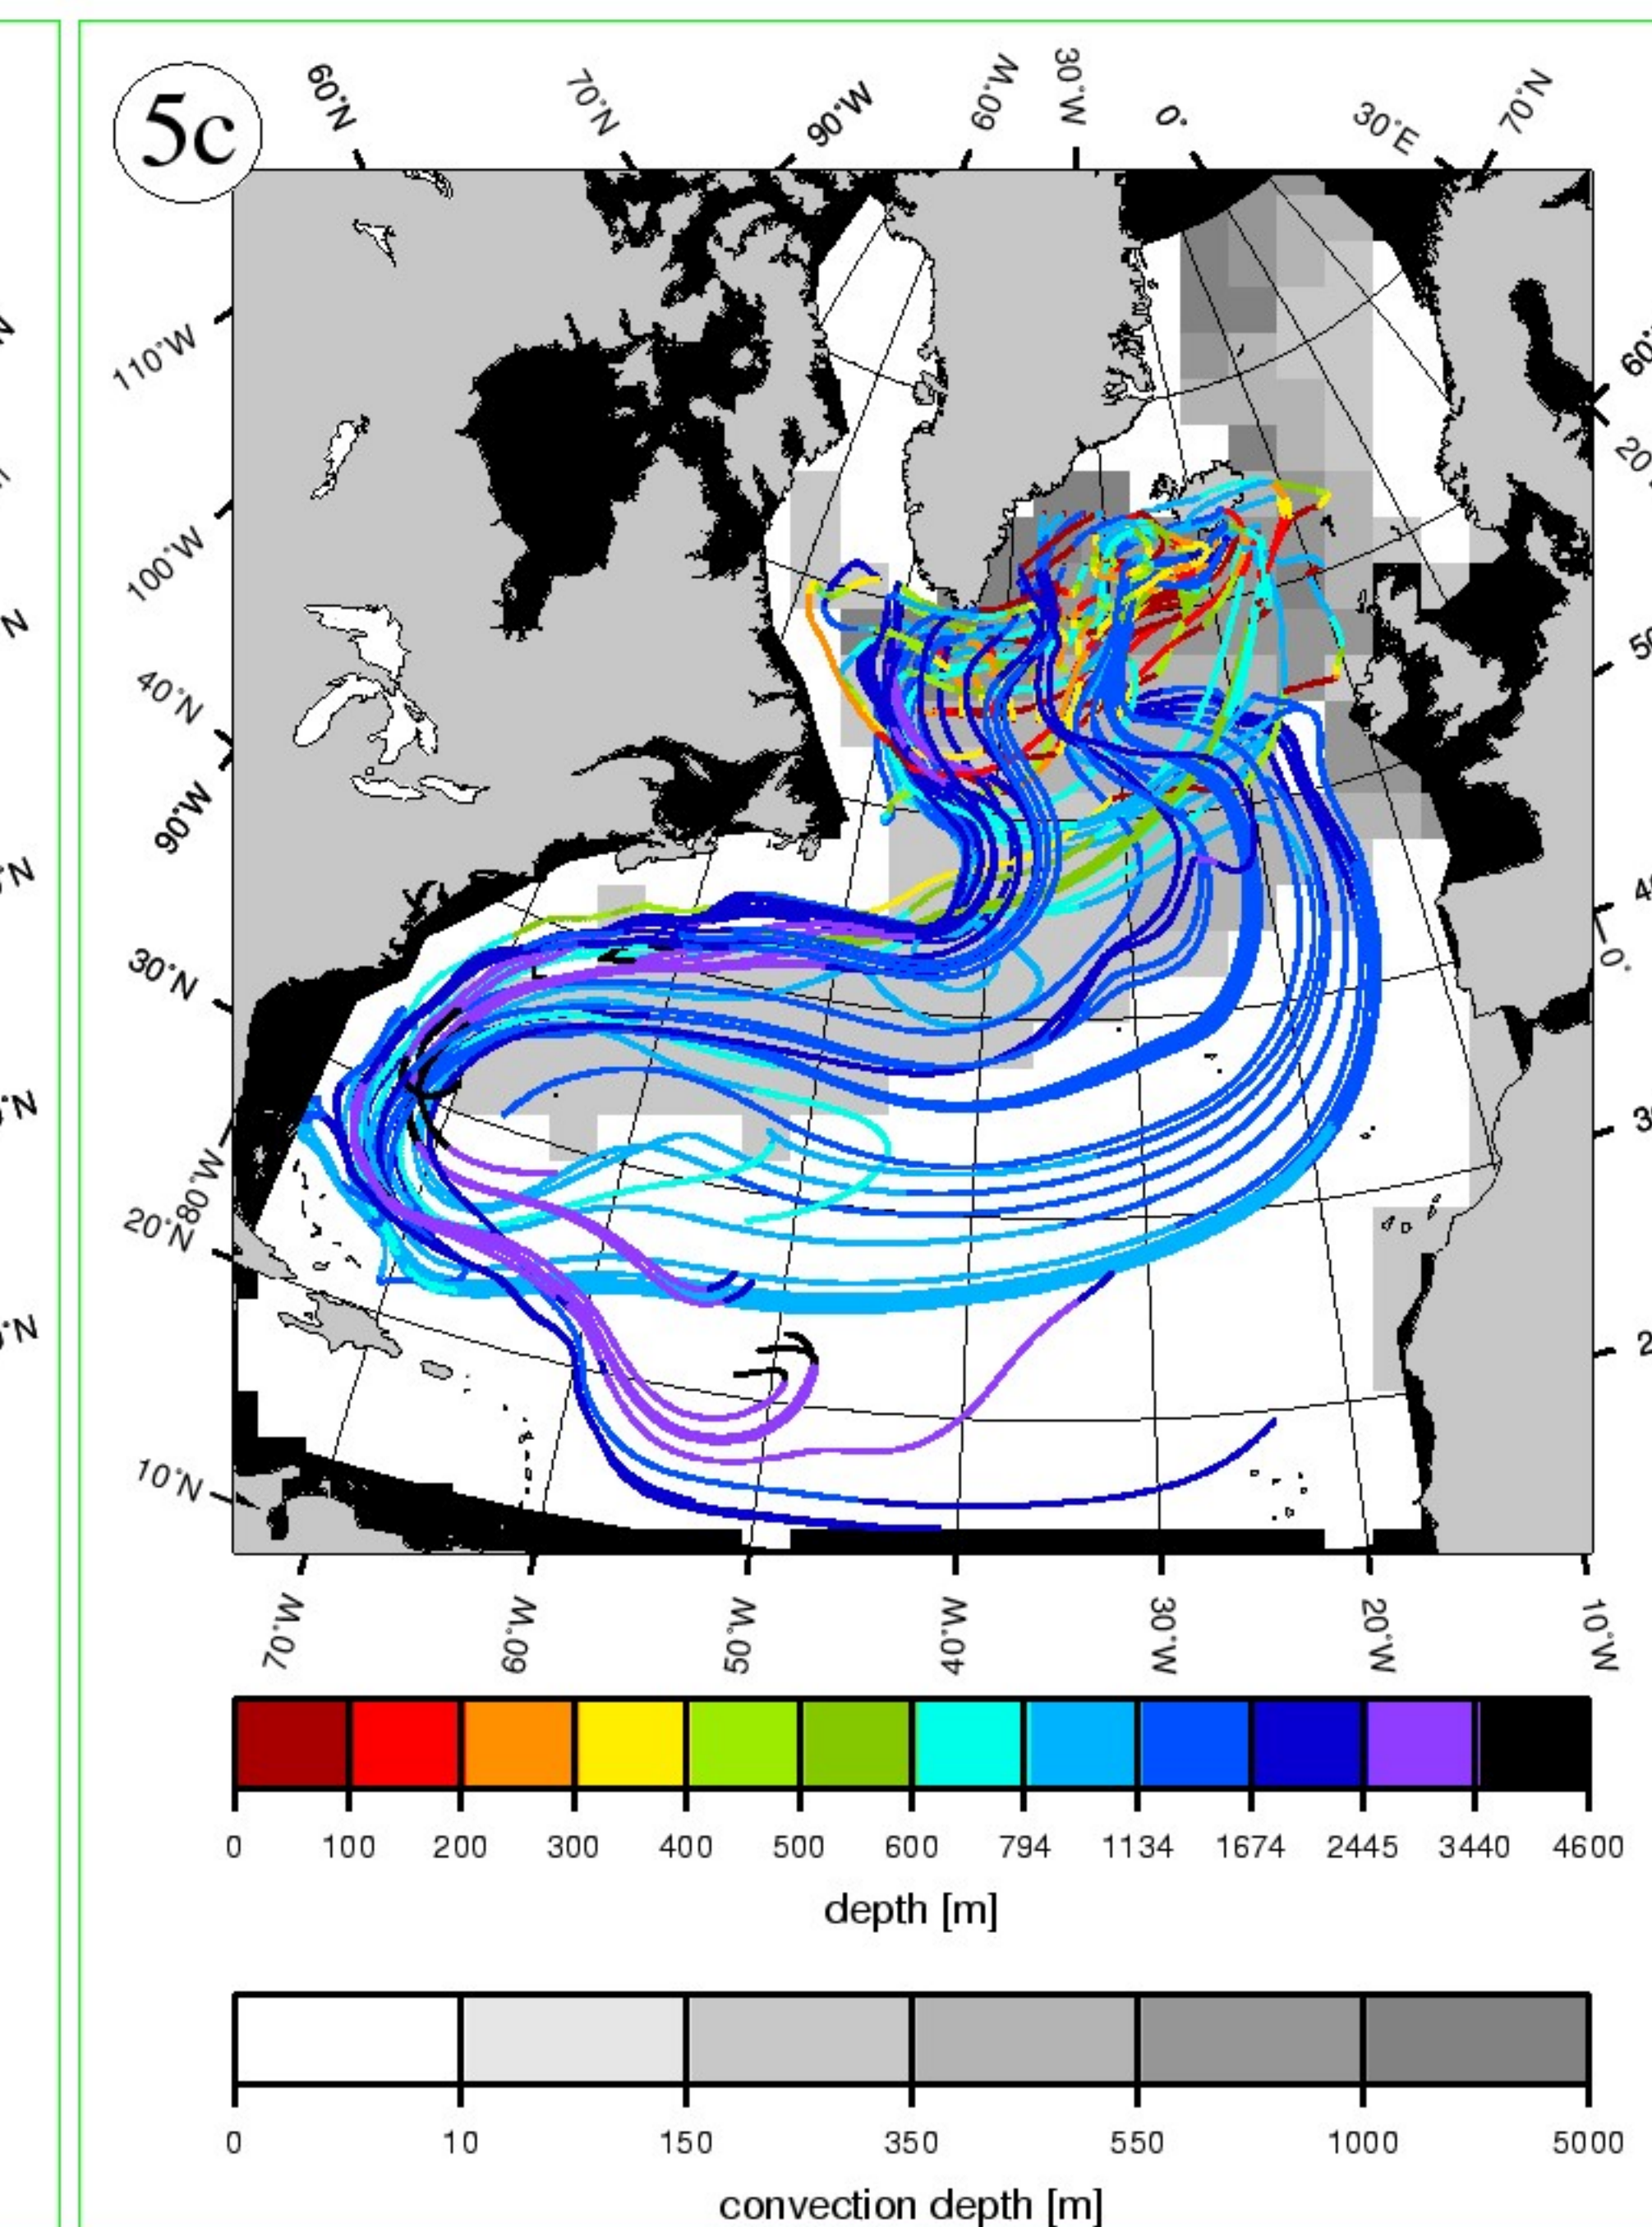 5c
60°N 70°N 90°W 60°W 30°W 0° 30°E 70°N
110°W
100°W
40°N
90°W
30°N
80°W
20°N
10°N
0°
70°W 60°W 50°W 40°W 30°W 20°W 10°W
0 100 200 300 400 500 600 794 1134 1674 2445 3440 4600
depth [m]
0 10 150 350 550 1000 5000
convection depth [m]